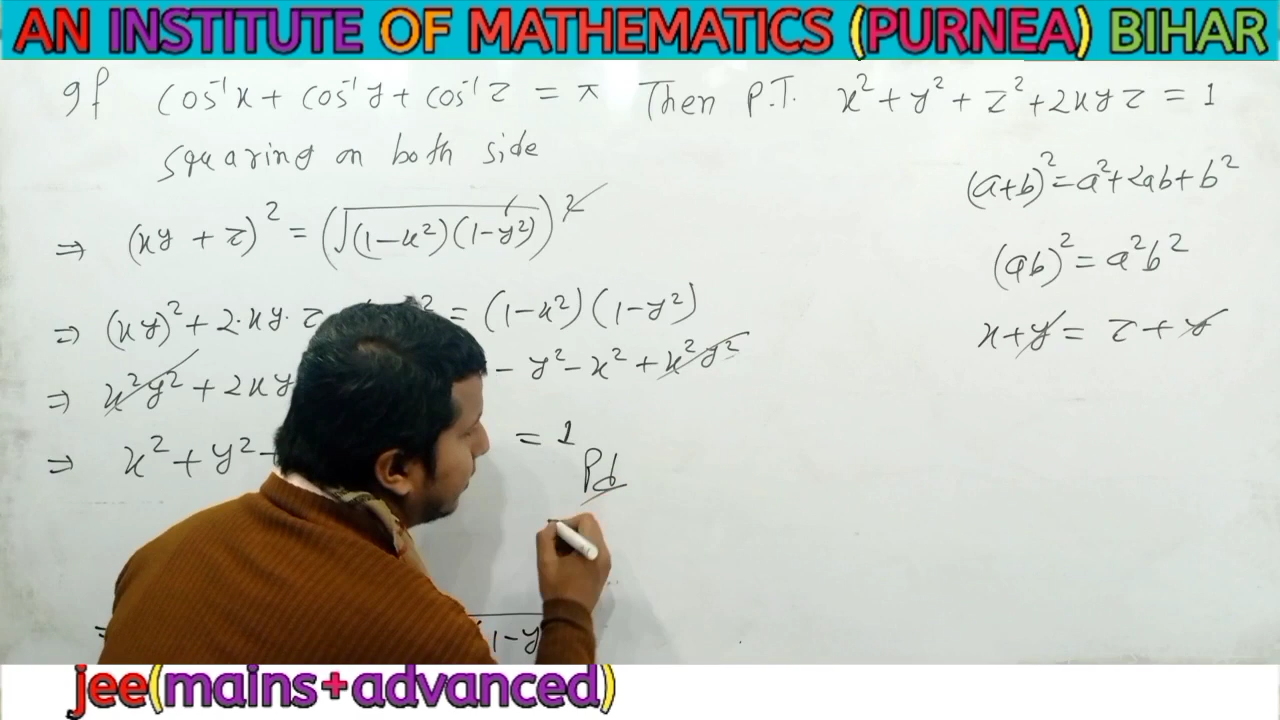 AN INSTITUTE OF MATHEMATICS (PURNEA) BIHAR
If cos⁻¹x + cos⁻¹y + cos⁻¹z = π Then P.T. x² + y² + z² + 2xyz = 1
squaring on both side
(a+b)² = a² + 2ab + b²
⇒ (xy + z)² = (√(1-x²)(1-y²))²
(ab)² = a²b²
⇒ (xy)² + 2·xy·z ² = (1-x²)(1-y²)
x + y = z + y
⇒ x²y² + 2xy - y² - x² + x²y²
⇒ x² + y² + = 1
Pd
(1-y
jee(mains+advanced)